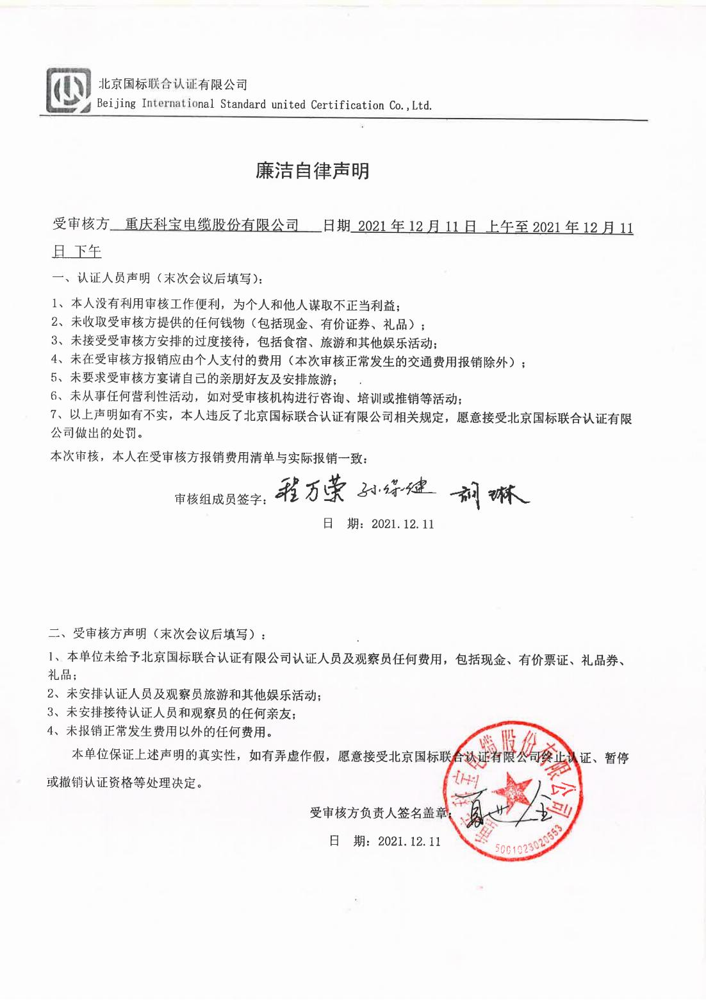 北京国标联合认证有限公司
Beijing International Standard united Certification Co.,Ltd.
廉洁自律声明
受审核方 重庆科宝电缆股份有限公司 日期 2021 年 12 月 11 日 上午至 2021 年 12 月 11
日 下午
一、认证人员声明（末次会议后填写）：
1、本人没有利用审核工作便利，为个人和他人谋取不正当利益；
2、未收取受审核方提供的任何钱物（包括现金、有价证券、礼品）；
3、未接受受审核方安排的过度接待，包括食宿、旅游和其他娱乐活动；
4、未在受审核方报销应由个人支付的费用（本次审核正常发生的交通费用报销除外）；
5、未要求受审核方宴请自己的亲朋好友及安排旅游；
6、未从事任何营利性活动，如对受审核机构进行咨询、培训或推销等活动；
7、以上声明如有不实，本人违反了北京国标联合认证有限公司相关规定，愿意接受北京国标联合认证有限
公司做出的处罚。
本次审核，本人在受审核方报销费用清单与实际报销一致：
审核组成员签字：程万荣 孙保健 胡琳
日 期：2021.12.11
二、受审核方声明（末次会议后填写）：
1、本单位未给予北京国标联合认证有限公司认证人员及观察员任何费用，包括现金、有价票证、礼品券、
礼品；
2、未安排认证人员及观察员旅游和其他娱乐活动；
3、未安排接待认证人员和观察员的任何亲友；
4、未报销正常发生费用以外的任何费用。
本单位保证上述声明的真实性，如有弄虚作假，愿意接受北京国标联合认证有限公司终止认证、暂停
或撤销认证资格等处理决定。
受审核方负责人签名盖章：
日 期：2021.12.11
重庆科宝电缆股份有限公司
5001023020553